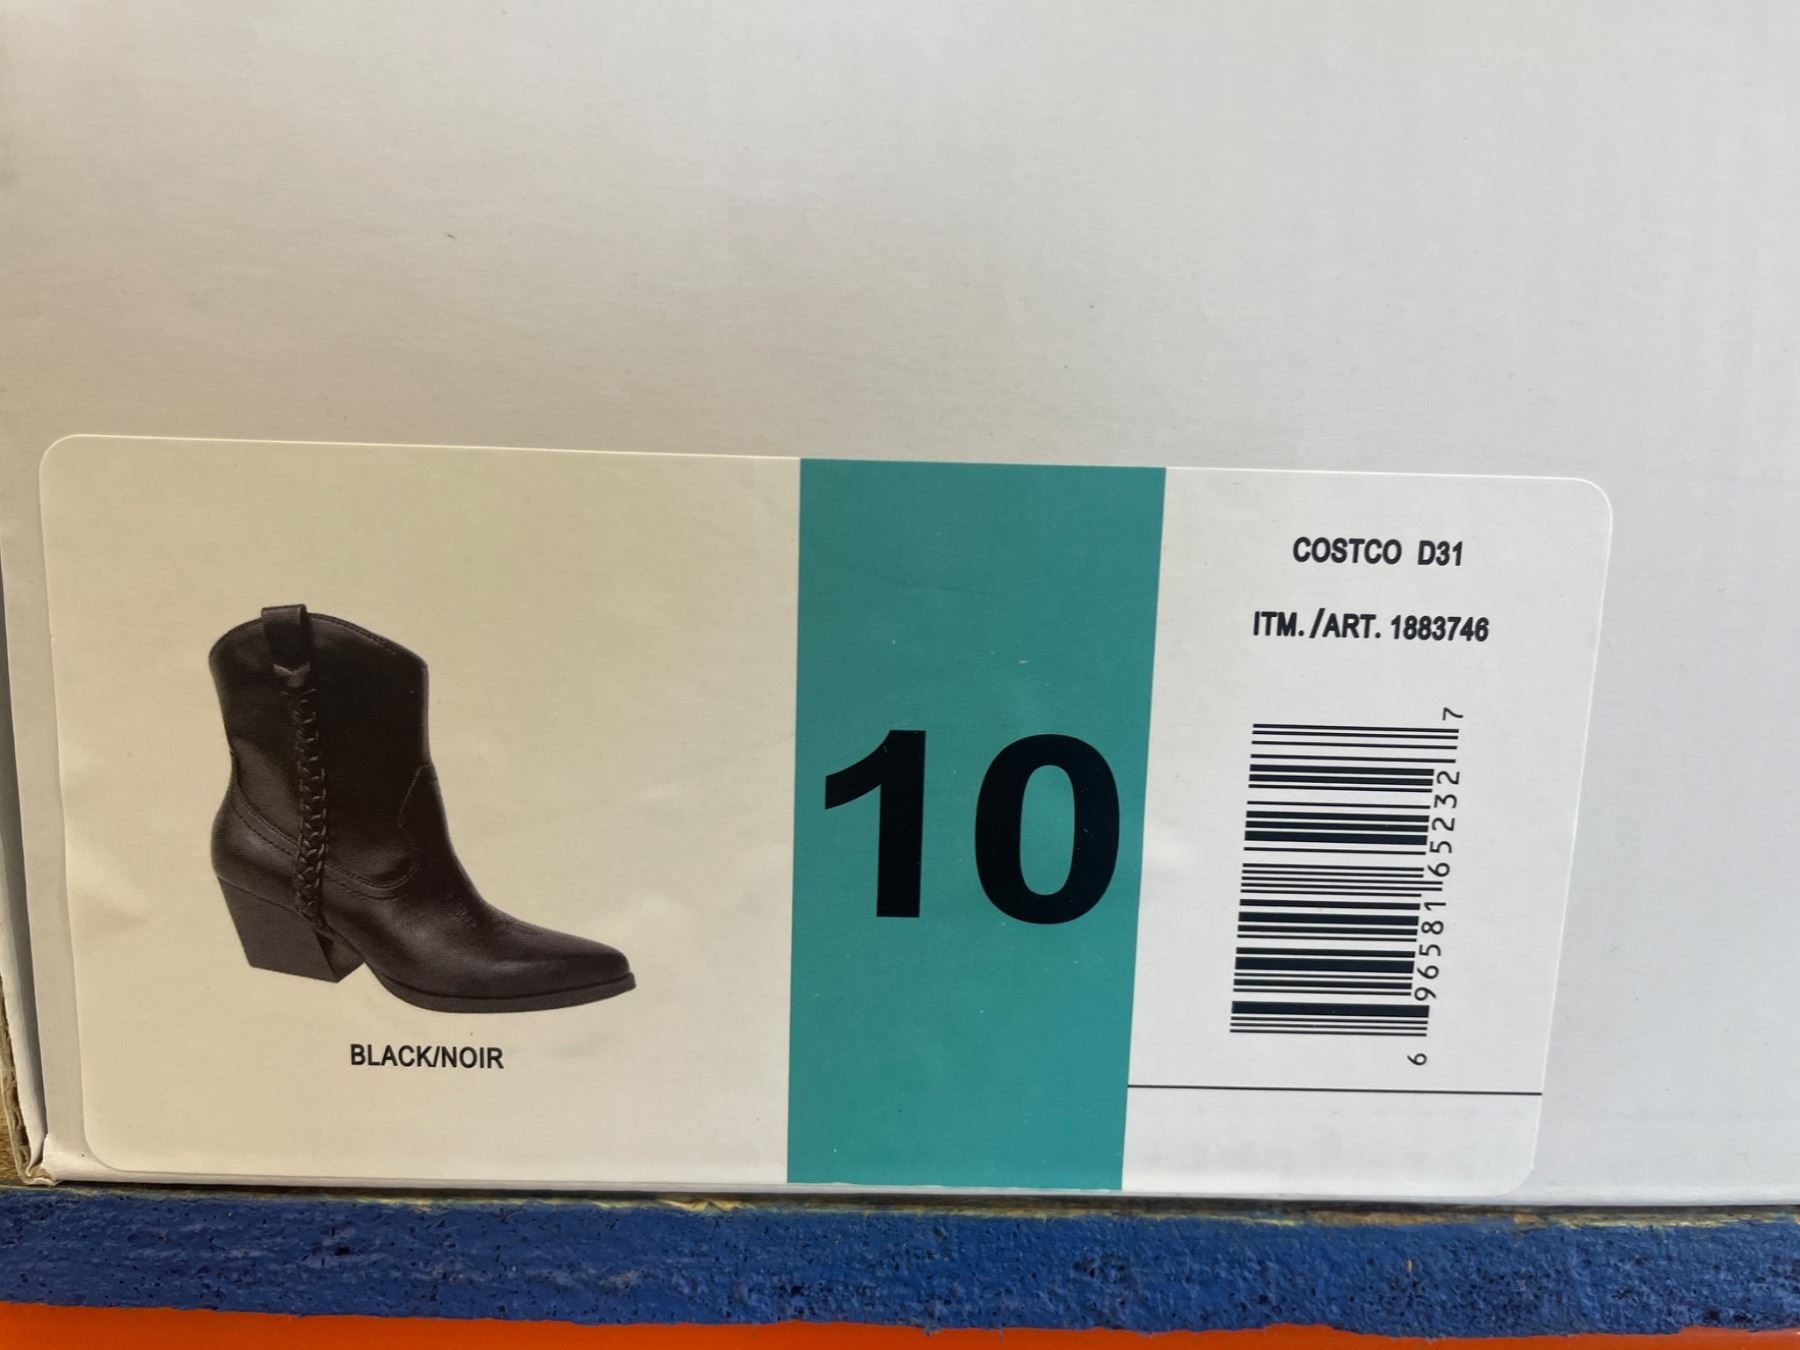 BLACK/NOIR
10
COSTCO D31
ITM./ART. 1883746
6 96581 65232 7